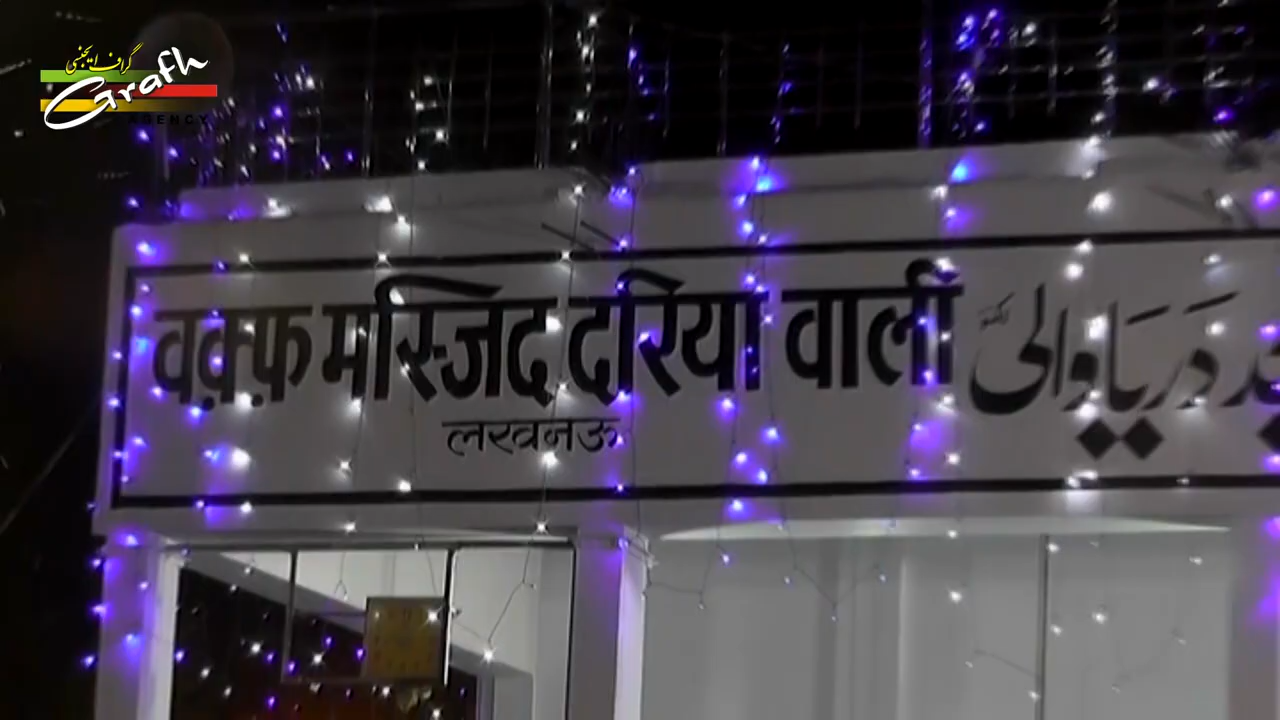 گراف ایجنسی
Grafh
AGENCY
वक़्फ़ मस्जिद दरिया वाली
دریا والی
लखनऊ